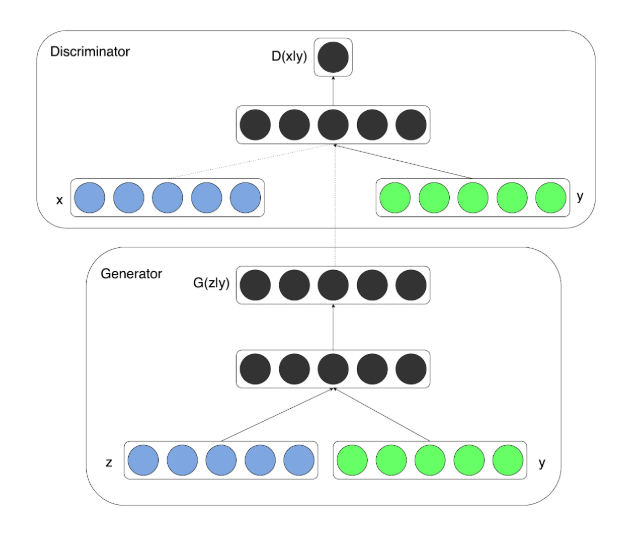 Discriminator
D(x|y)
x
y
Generator
G(z|y)
z
y